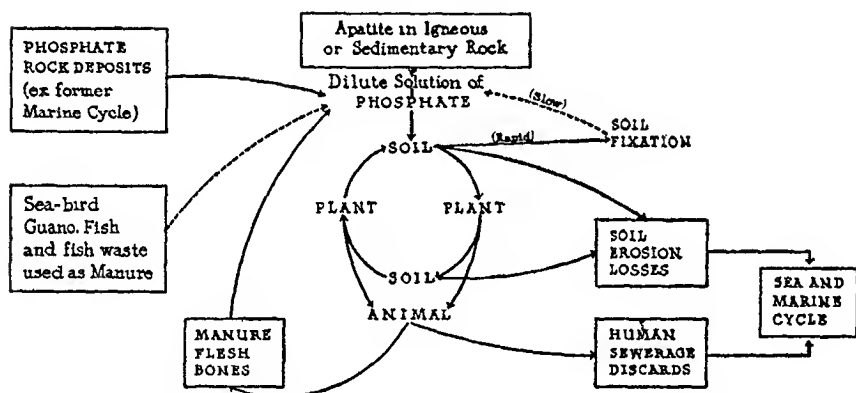 Apatite in Igneous
or Sedimentary Rock
PHOSPHATE
ROCK DEPOSITS
(ex former
Marine Cycle)
Dilute Solution of
PHOSPHATE
(Slow)
(Rapid)
SOIL
FIXATION
SOIL
Sea-bird
Guano. Fish
and fish waste
used as Manure
PLANT
PLANT
SOIL
ANIMAL
SOIL
EROSION
LOSSES
SEA AND
MARINE
CYCLE
MANURE
FLESH
BONES
HUMAN
SEWERAGE
DISCARDS